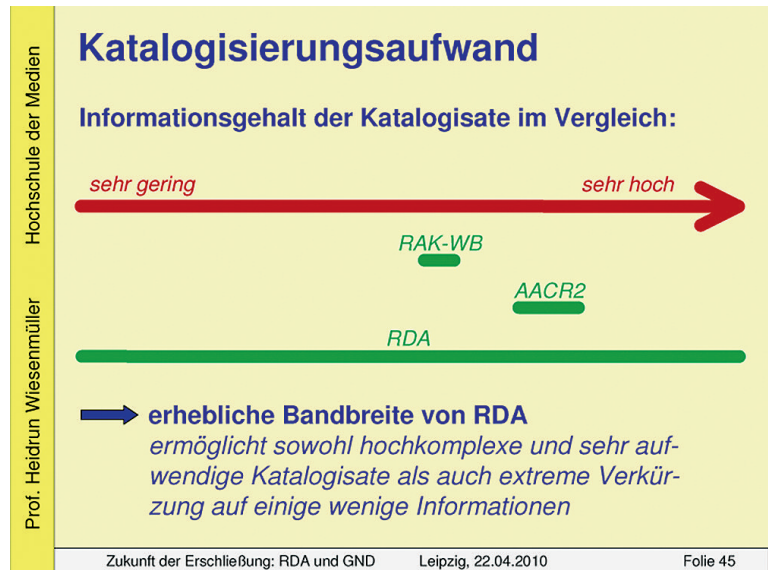 Katalogisierungsaufwand
Informationsgehalt der Katalogisate im Vergleich:
sehr gering
sehr hoch
RAK-WB
AACR2
RDA
erhebliche Bandbreite von RDA
ermöglicht sowohl hochkomplexe und sehr auf-
wendige Katalogisate als auch extreme Verkür-
zung auf einige wenige Informationen
Hochschule der Medien
Prof. Heidrun Wiesenmüller
Zukunft der Erschließung: RDA und GND
Leipzig, 22.04.2010
Folie 45